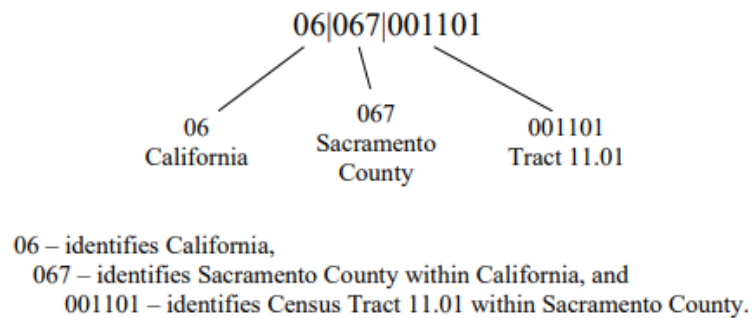 06|067|001101
06
California
067
Sacramento
County
001101
Tract 11.01
06 – identifies California,
067 – identifies Sacramento County within California, and
001101 – identifies Census Tract 11.01 within Sacramento County.